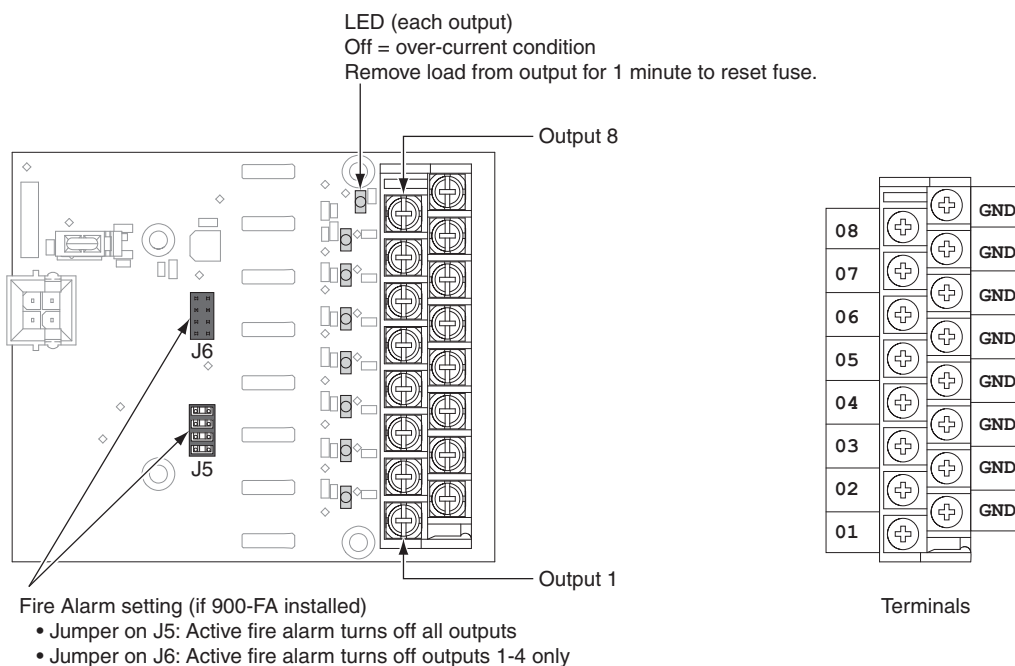 LED (each output)
Off = over-current condition
Remove load from output for 1 minute to reset fuse.
Output 8
J6
J5
Output 1
Fire Alarm setting (if 900-FA installed)
• Jumper on J5: Active fire alarm turns off all outputs
• Jumper on J6: Active fire alarm turns off outputs 1-4 only
GND
08
GND
07
GND
06
GND
05
GND
04
GND
03
GND
02
GND
01
Terminals